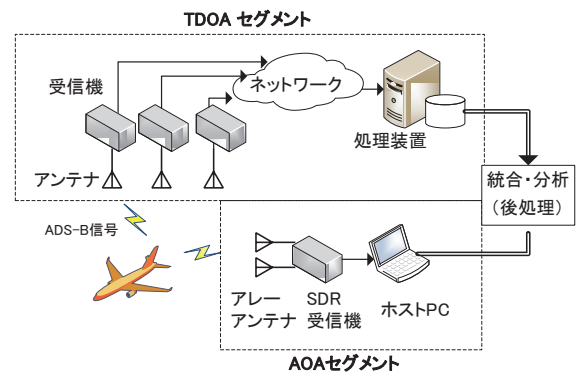 TDOA セグメント
受信機
ネットワーク
処理装置
アンテナ
統合・分析
(後処理)
ADS-B信号
アレー
アンテナ
SDR
受信機
ホストPC
AOAセグメント